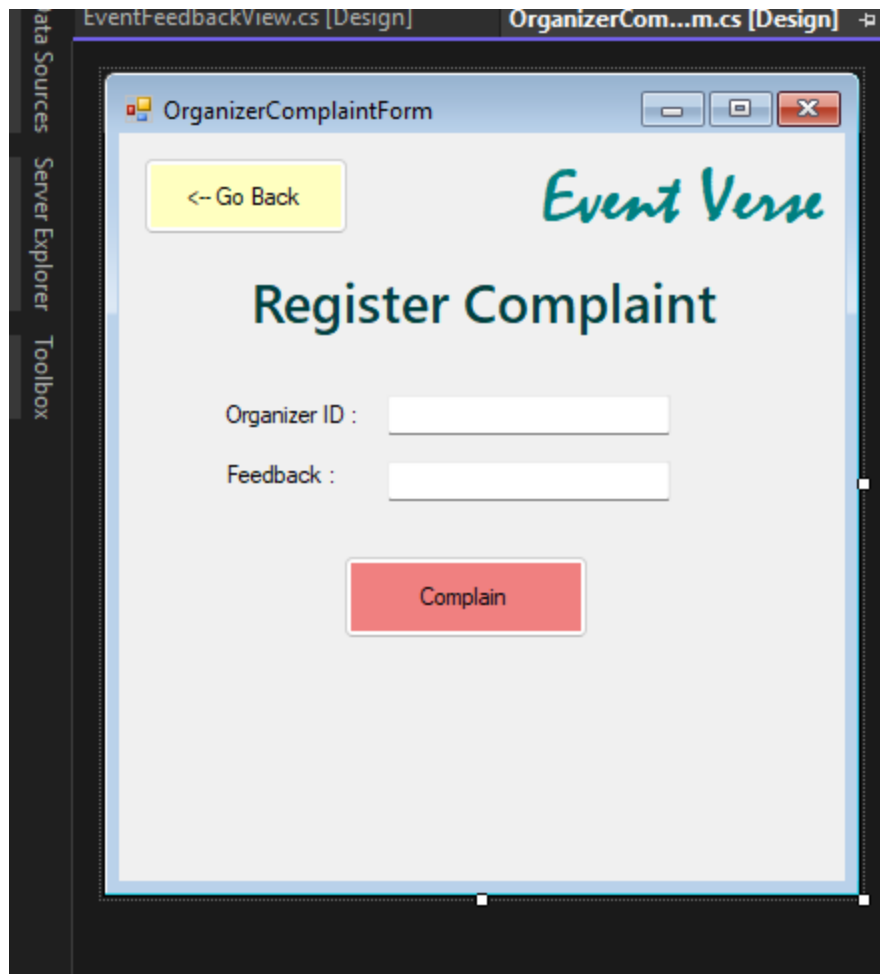 EventFeedbackView.cs [Design]
OrganizerCom...m.cs [Design]
Data Sources
Server Explorer
Toolbox
OrganizerComplaintForm
<-- Go Back
Event Verse
Register Complaint
Organizer ID :
Feedback :
Complain